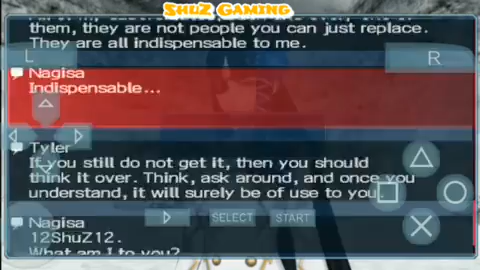 ShuZ Gaming
them, they are not people you can just replace.
They are all indispensable to me.
L
R
Nagisa
Indispensable...
Tyler
If you still do not get it, then you should
think it over. Think, ask around, and once you
understand, it will surely be of use to you
SELECT
START
Nagisa
12ShuZ12.
What am I to you?